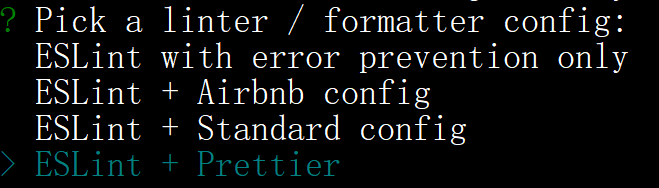 ? Pick a linter / formatter config:
ESLint with error prevention only
ESLint + Airbnb config
ESLint + Standard config
> ESLint + Prettier